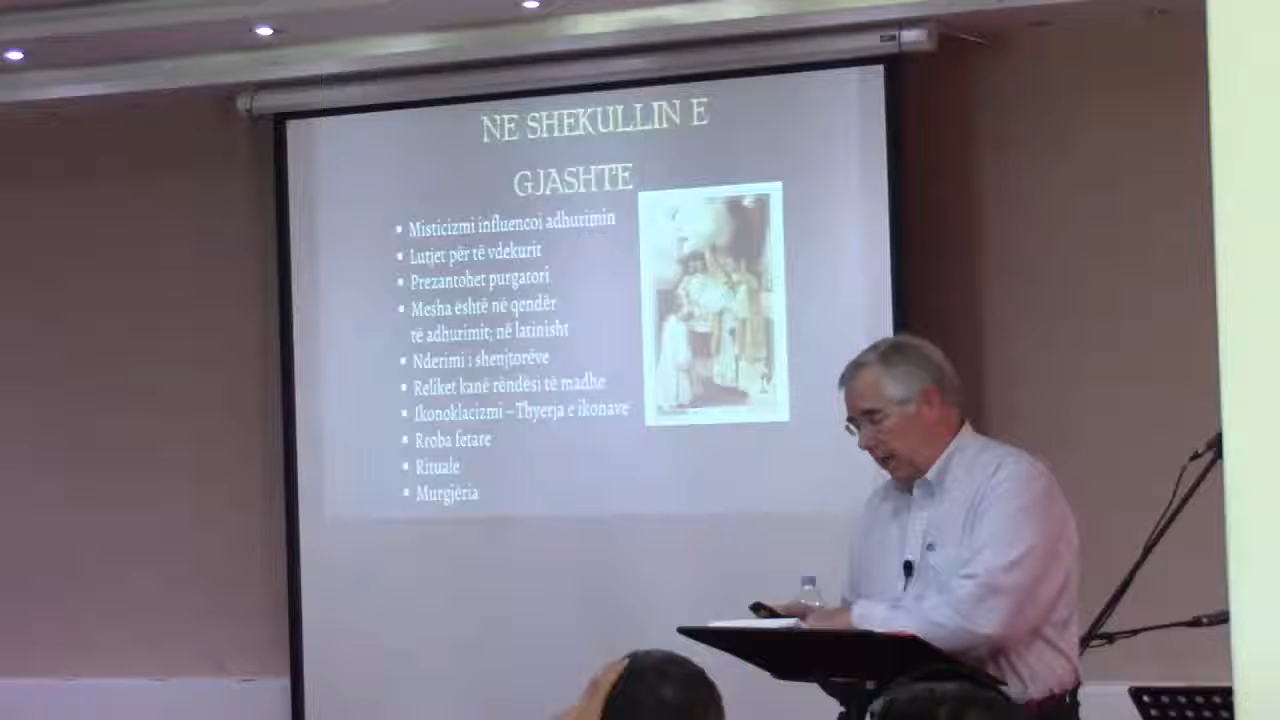 NE SHEKULLIN E
GJASHTE
▪ Misticizmi influencoi adhurimin
▪ Lutjet për të vdekurit
▪ Prezantohet purgatori
▪ Mesha është në qendër
të adhurimit; në latinisht
▪ Nderimi i shenjtorëve
▪ Reliket kanë rëndësi të madhe
▪ Ikonoklacizmi – Thyerja e ikonave
▪ Rroba fetare
▪ Rituale
▪ Murgjëria